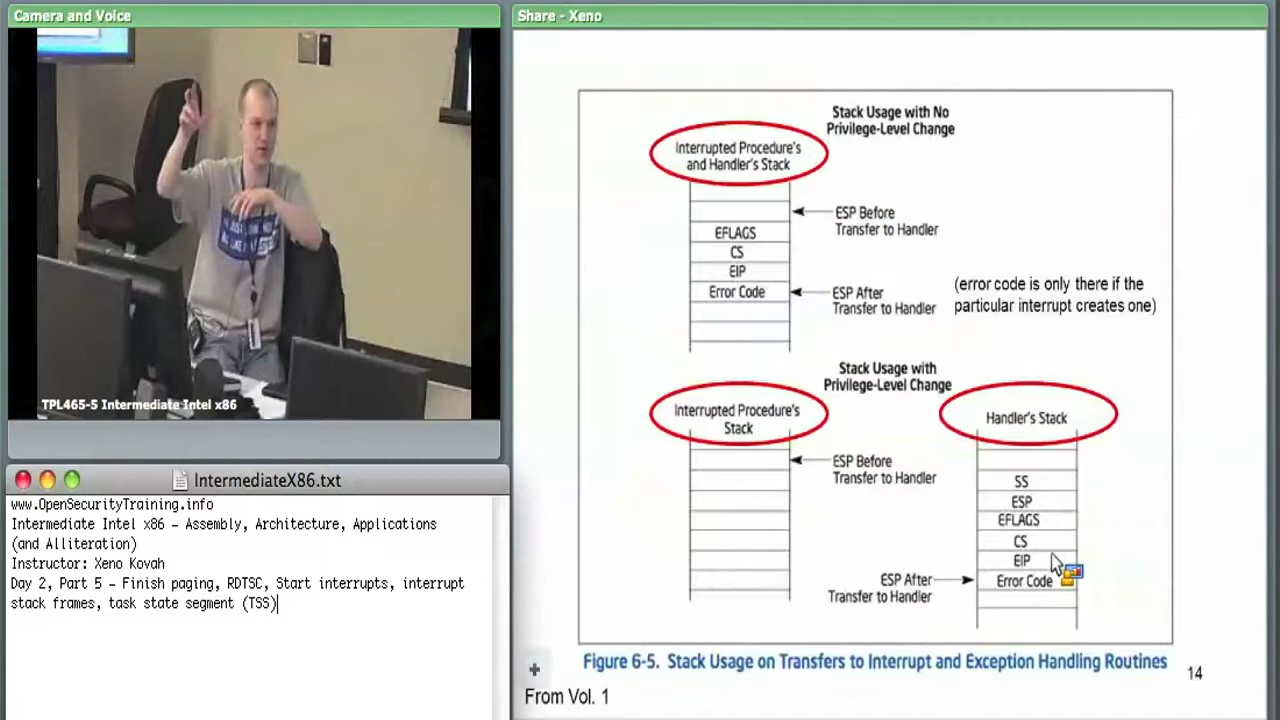 Camera and Voice
TPL465-5 Intermediate Intel x86
IntermediateX86.txt
www.OpenSecurityTraining.info
Intermediate Intel x86 – Assembly, Architecture, Applications
(and Alliteration)
Instructor: Xeno Kovah
Day 2, Part 5 – Finish paging, RDTSC, Start interrupts, interrupt
stack frames, task state segment (TSS)
Share - Xeno
Stack Usage with No
Privilege-Level Change
Interrupted Procedure's
and Handler's Stack
ESP Before
Transfer to Handler
EFLAGS
CS
EIP
Error Code
ESP After
Transfer to Handler
(error code is only there if the
particular interrupt creates one)
Stack Usage with
Privilege-Level Change
Interrupted Procedure's
Stack
Handler's Stack
ESP Before
Transfer to Handler
SS
ESP
EFLAGS
CS
EIP
Error Code
ESP After
Transfer to Handler
Figure 6-5. Stack Usage on Transfers to Interrupt and Exception Handling Routines
14
From Vol. 1